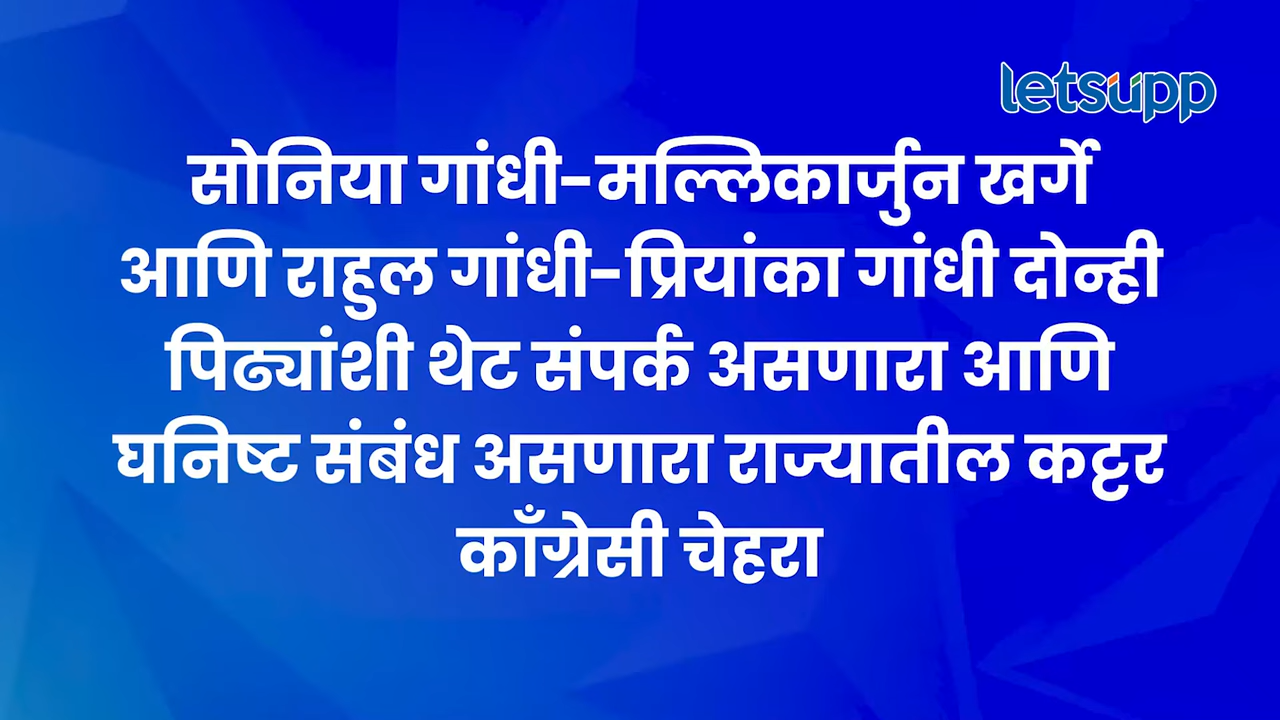 letsupp
सोनिया गांधी-मल्लिकार्जुन खर्गे
आणि राहुल गांधी-प्रियांका गांधी दोन्ही
पिढ्यांशी थेट संपर्क असणारा आणि
घनिष्ट संबंध असणारा राज्यातील कट्टर
काँग्रेसी चेहरा